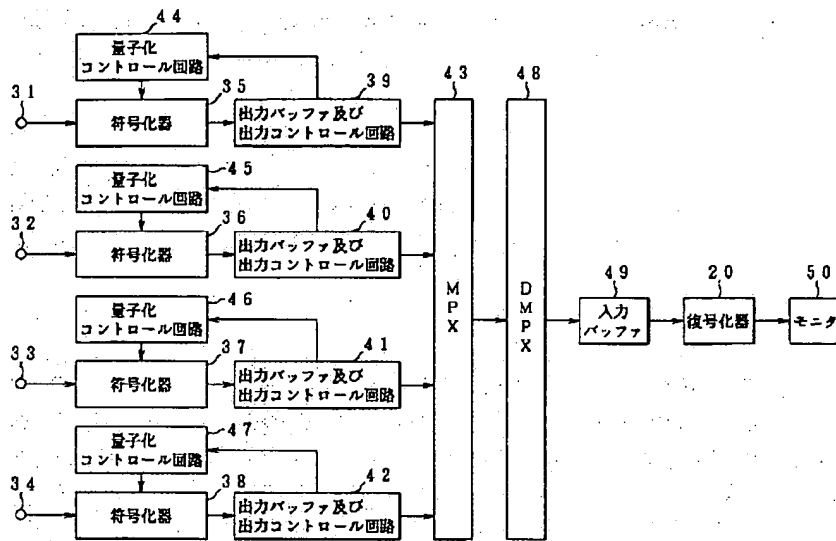 44
量子化
コントロール回路
31
35
39
43
48
符号化器
出力バッファ及び
出力コントロール回路
45
量子化
コントロール回路
32
36
40
符号化器
出力バッファ及び
出力コントロール回路
MPX
DMPX
49
20
50
入力
バッファ
復号化器
モニタ
46
量子化
コントロール回路
33
37
41
符号化器
出力バッファ及び
出力コントロール回路
47
量子化
コントロール回路
34
38
42
符号化器
出力バッファ及び
出力コントロール回路